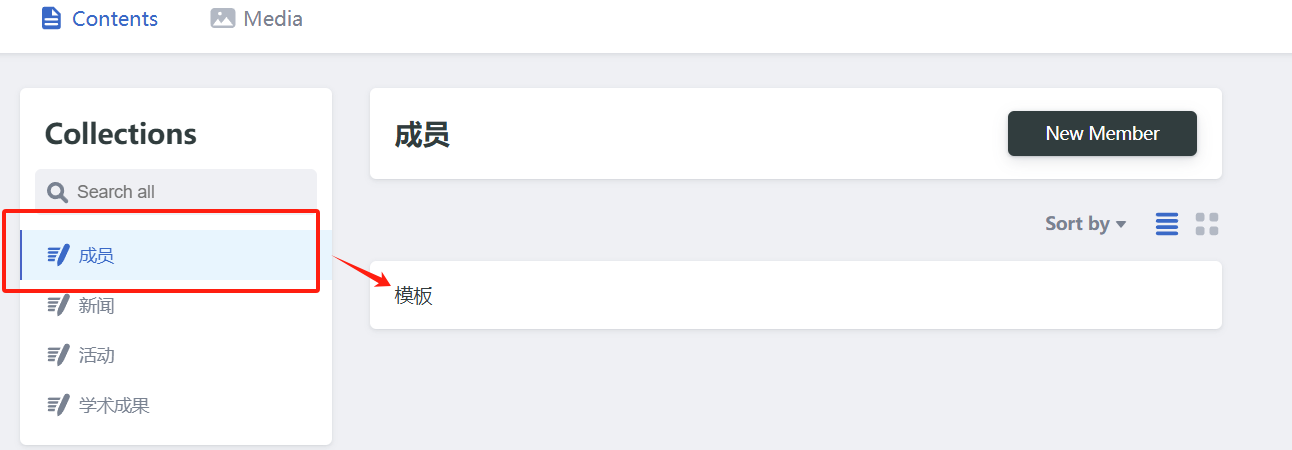 Contents
Media
Collections
Search all
成员
新闻
活动
学术成果
成员
New Member
Sort by
模板